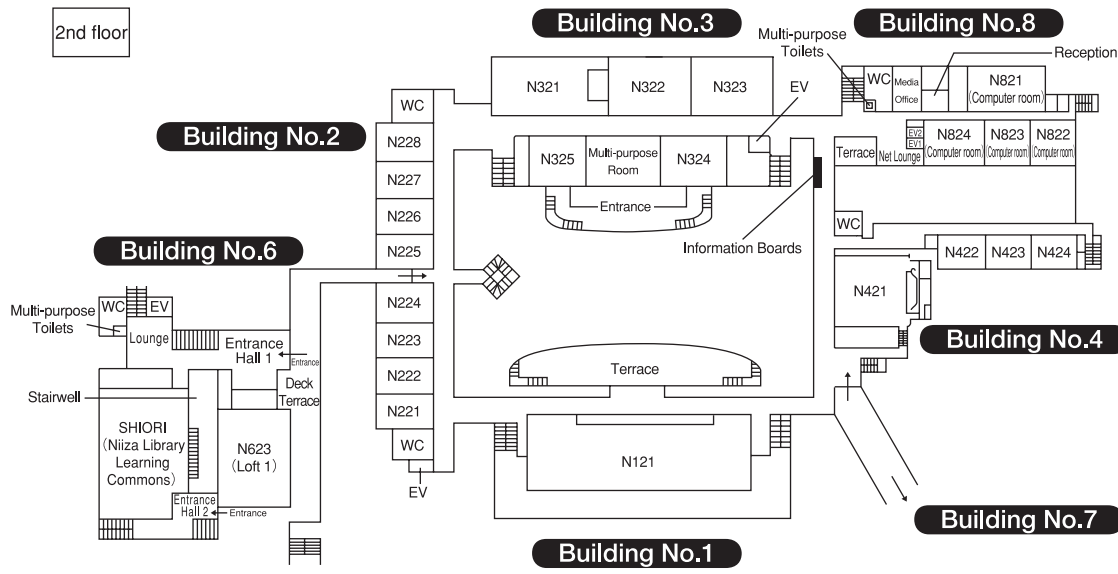 2nd floor
Building No.3
Multi-purpose
Toilets
Building No.8
Reception
N321
N322
N323
EV
WC
Media
Office
N821
(Computer room)
WC
Building No.2
N228
N227
N226
N225
N224
N223
N222
N221
WC
EV
N325
Multi-purpose
Room
N324
Entrance
Information Boards
Terrace
Net Lounge
EV2
EV1
N824
(Computer room)
N823
(Computer room)
N822
(Computer room)
WC
N422
N423
N424
N421
Building No.4
Building No.6
WC
EV
Multi-purpose
Toilets
Lounge
Entrance
Hall 1
Entrance
Deck
Terrace
Stairwell
SHIORI
(Niiza Library
Learning
Commons)
N623
(Loft 1)
Entrance
Hall 2
Entrance
Terrace
N121
Building No.7
Building No.1